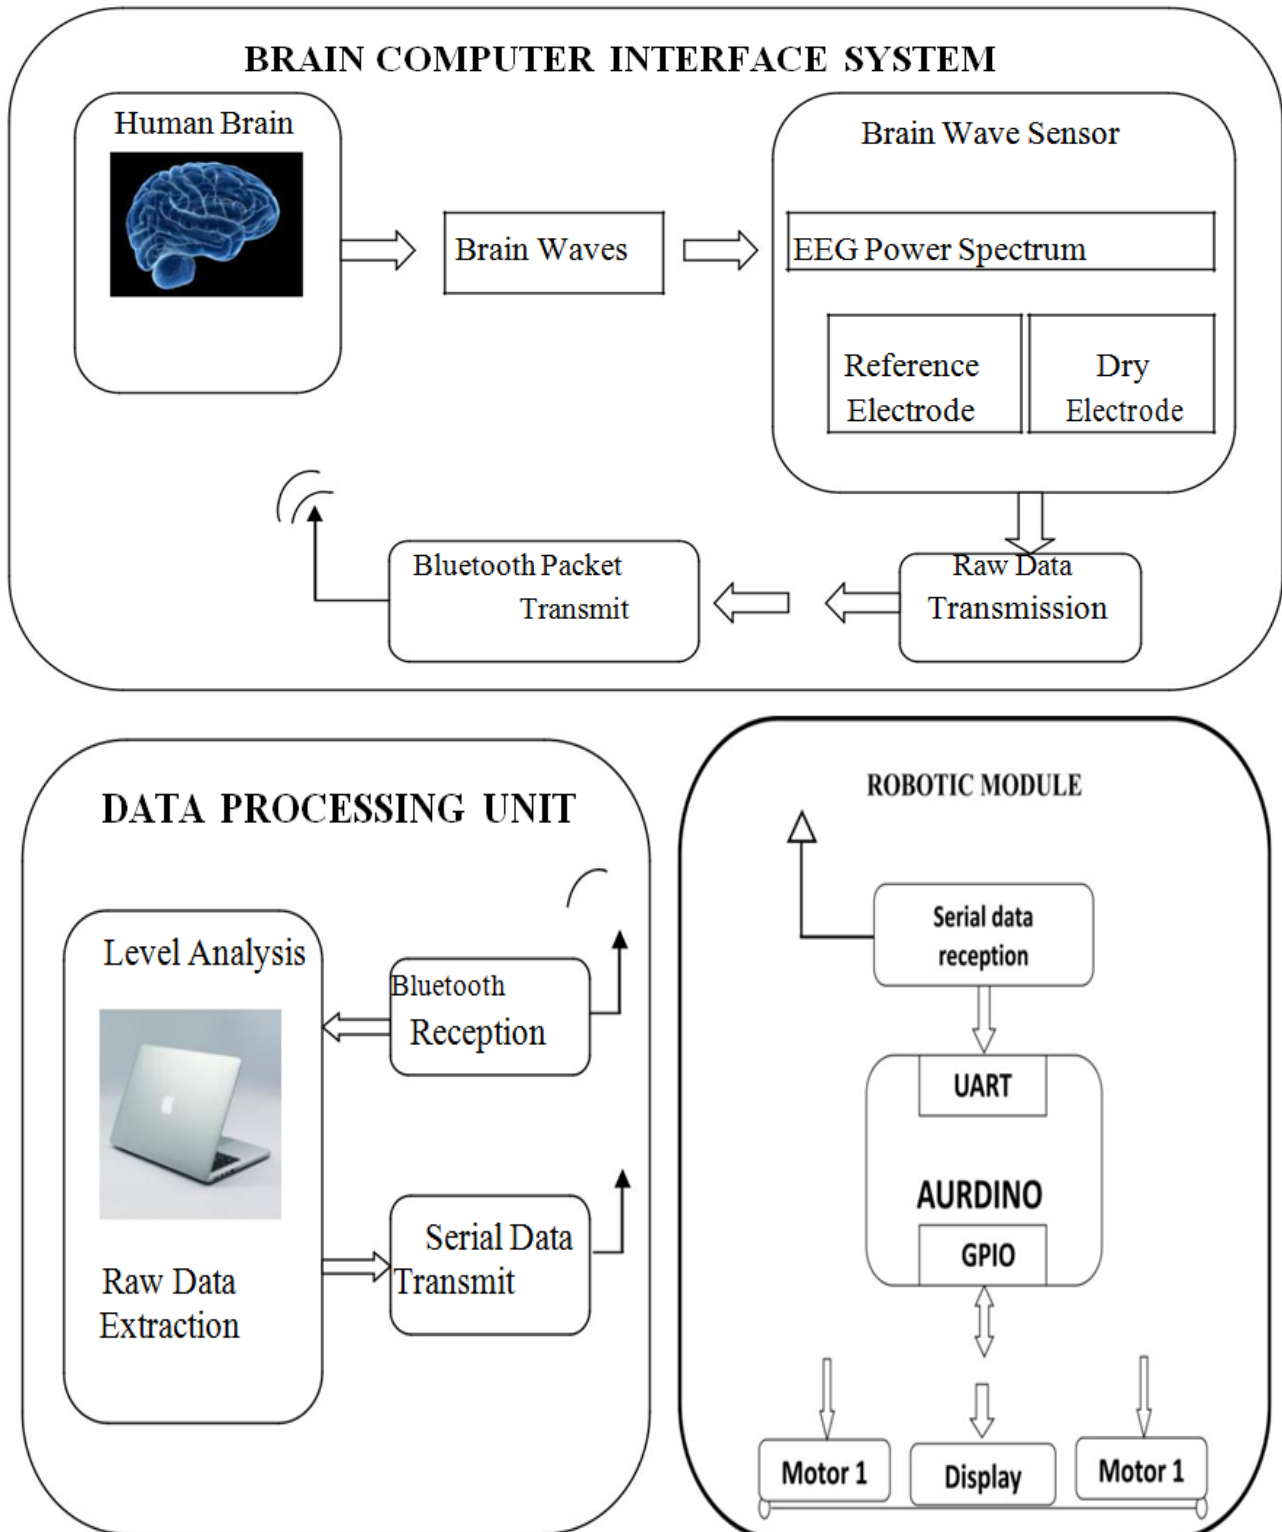 BRAIN COMPUTER INTERFACE SYSTEM
Human Brain
Brain Waves
Brain Wave Sensor
EEG Power Spectrum
Reference
Electrode
Dry
Electrode
Raw Data
Transmission
Bluetooth Packet
Transmit
DATA PROCESSING UNIT
Level Analysis
Raw Data
Extraction
Bluetooth
Reception
Serial Data
Transmit
ROBOTIC MODULE
Serial data
reception
UART
AURDINO
GPIO
Motor 1
Display
Motor 1